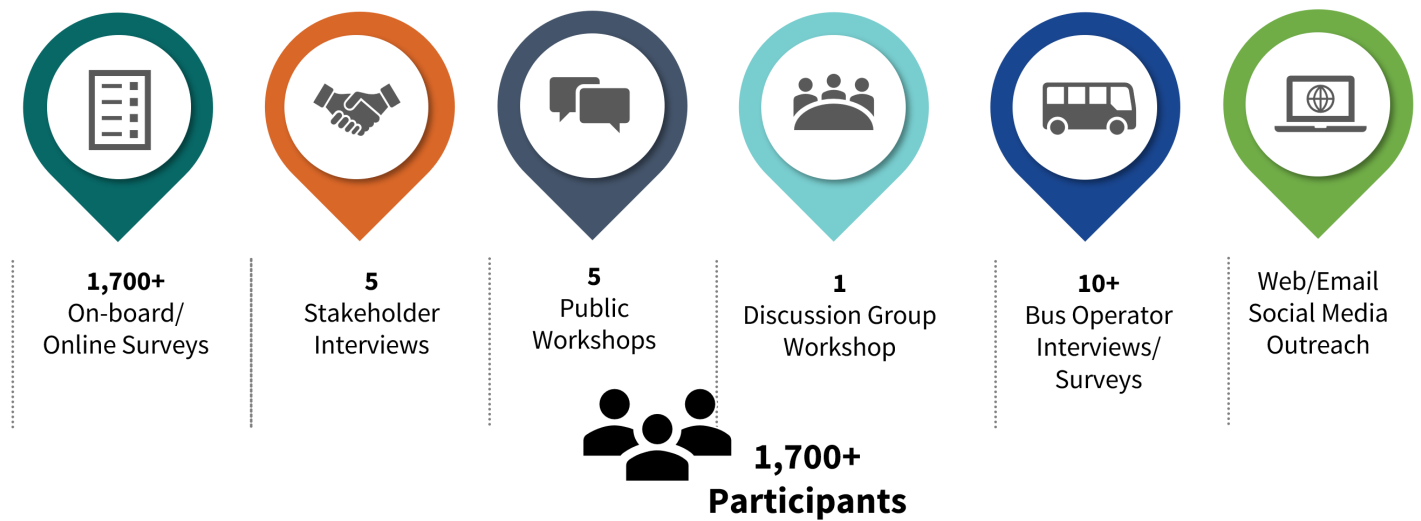 1,700+
On-board/
Online Surveys
5
Stakeholder
Interviews
5
Public
Workshops
1
Discussion Group
Workshop
10+
Bus Operator
Interviews/
Surveys
Web/Email
Social Media
Outreach
1,700+
Participants